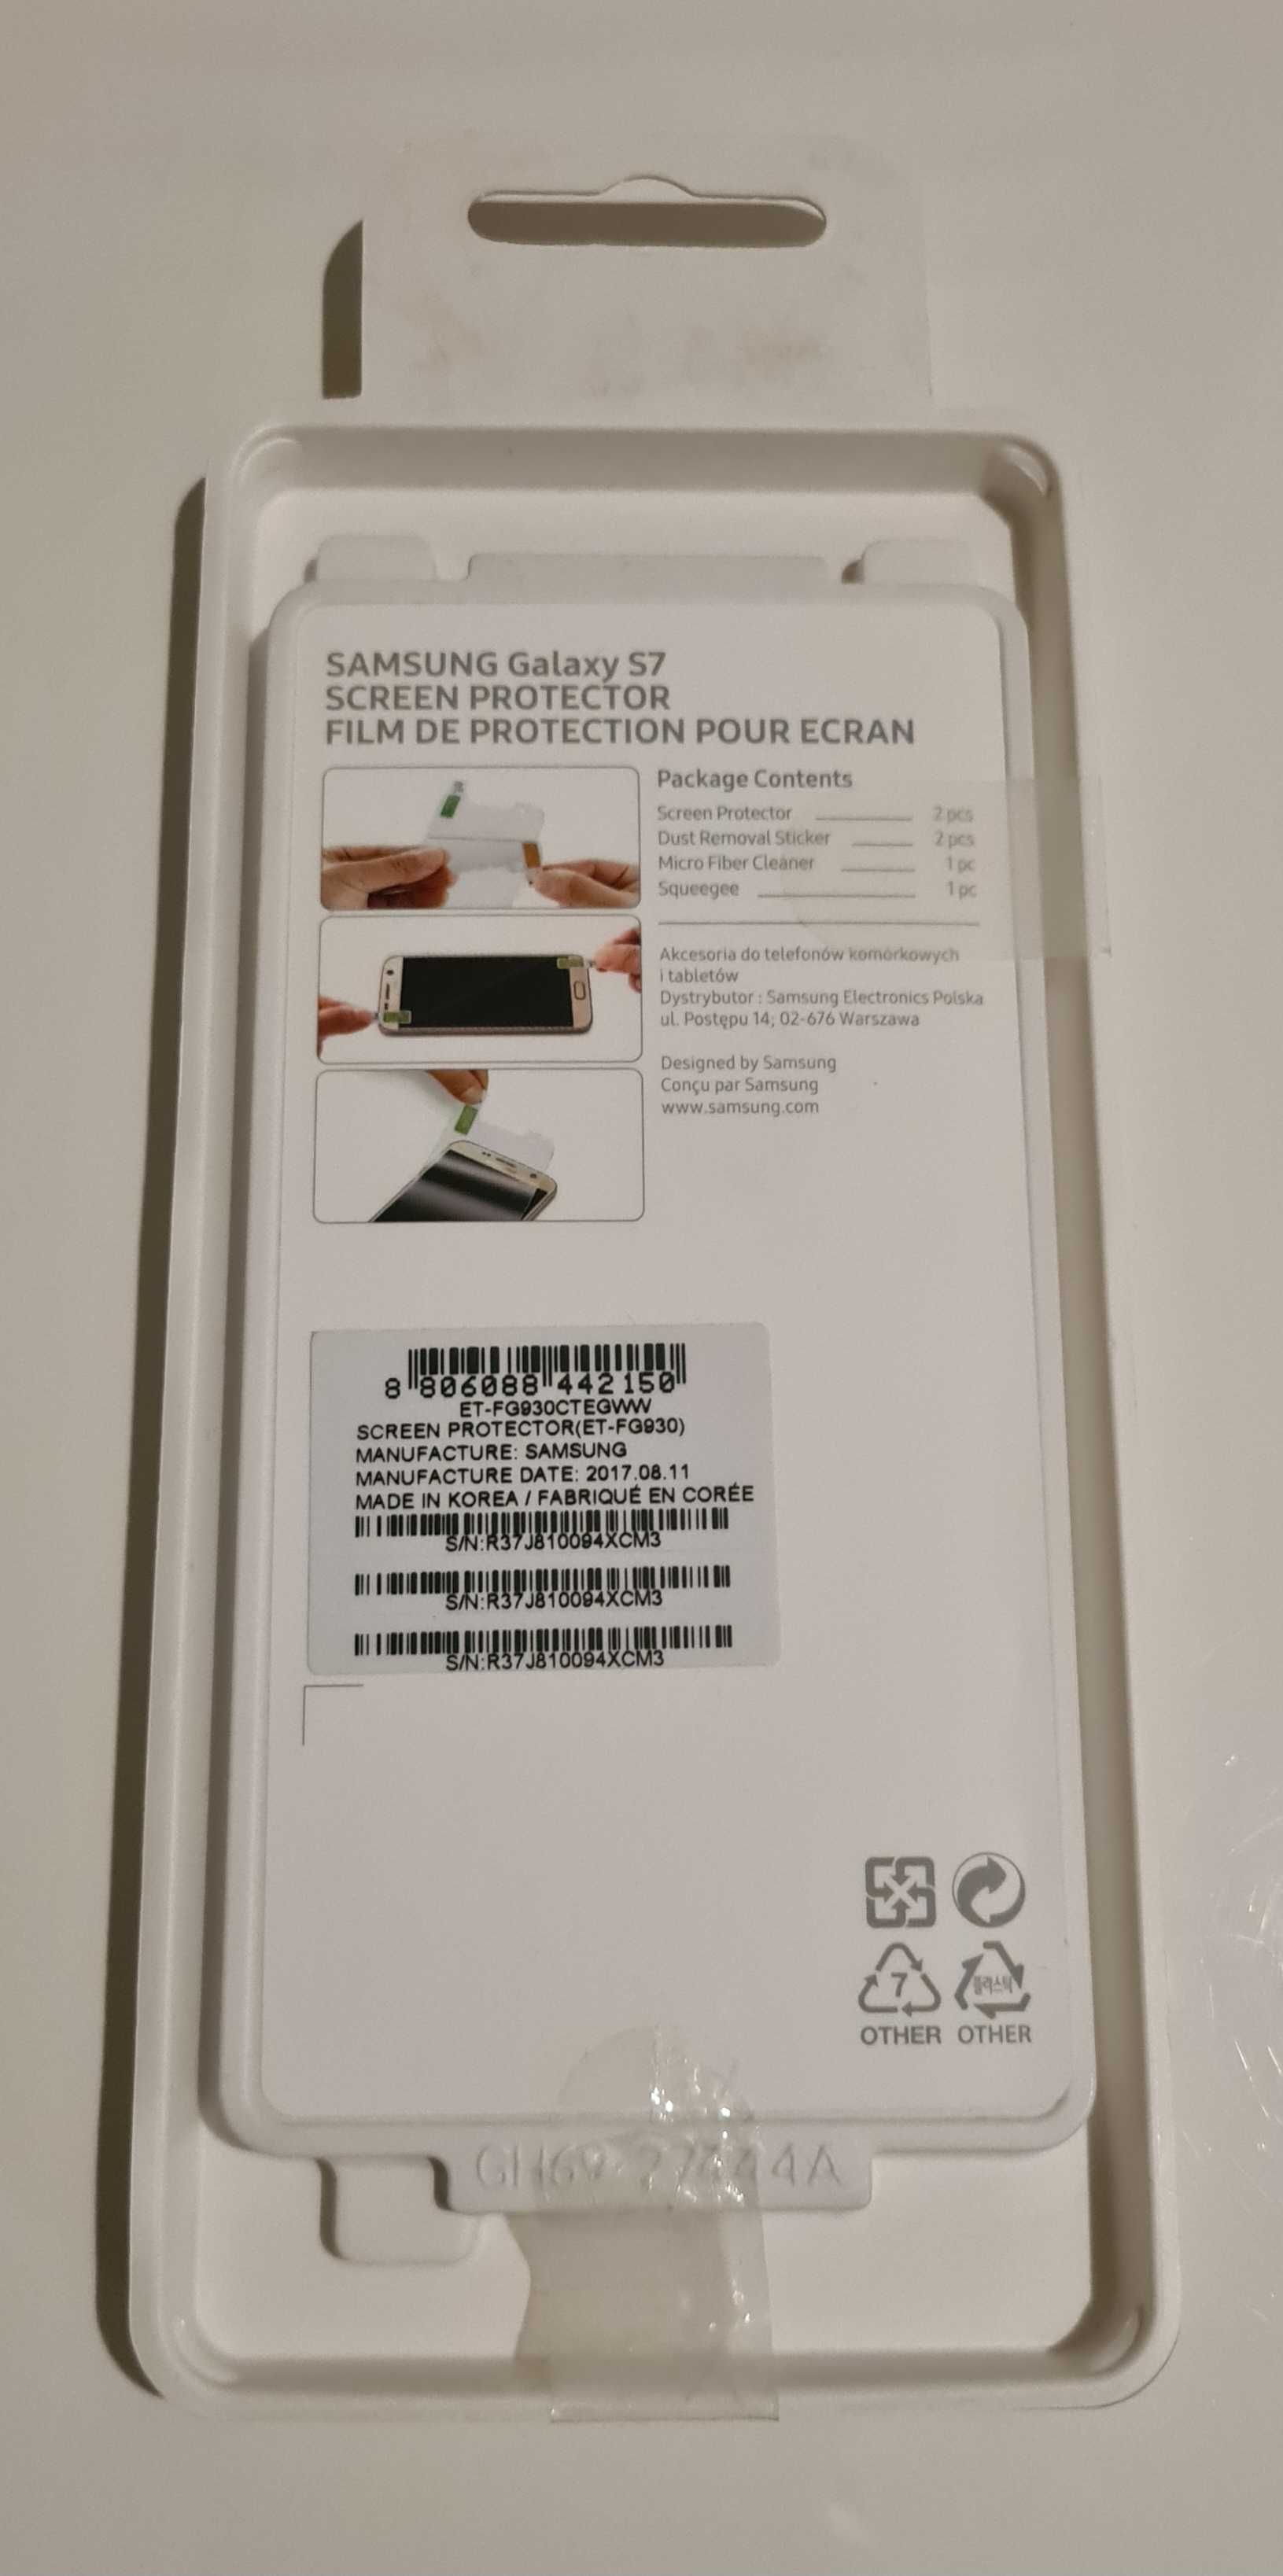 SAMSUNG Galaxy S7
SCREEN PROTECTOR
FILM DE PROTECTION POUR ECRAN
Package Contents
Screen Protector 2 pcs
Dust Removal Sticker 2 pcs
Micro Fiber Cleaner 1 pc
Squeegee 1 pc
Akcesoria do telefonów komórkowych
i tabletów
Dystrybutor : Samsung Electronics Polska
ul. Postępu 14; 02-676 Warszawa
Designed by Samsung
Conçu par Samsung
www.samsung.com
8 806088 442150
ET-FG930CTEGWW
SCREEN PROTECTOR(ET-FG930)
MANUFACTURE: SAMSUNG
MANUFACTURE DATE: 2017.08.11
MADE IN KOREA / FABRIQUÉ EN CORÉE
S/N:R37J810094XCM3
S/N:R37J810094XCM3
S/N:R37J810094XCM3
7 플라스틱
OTHER OTHER